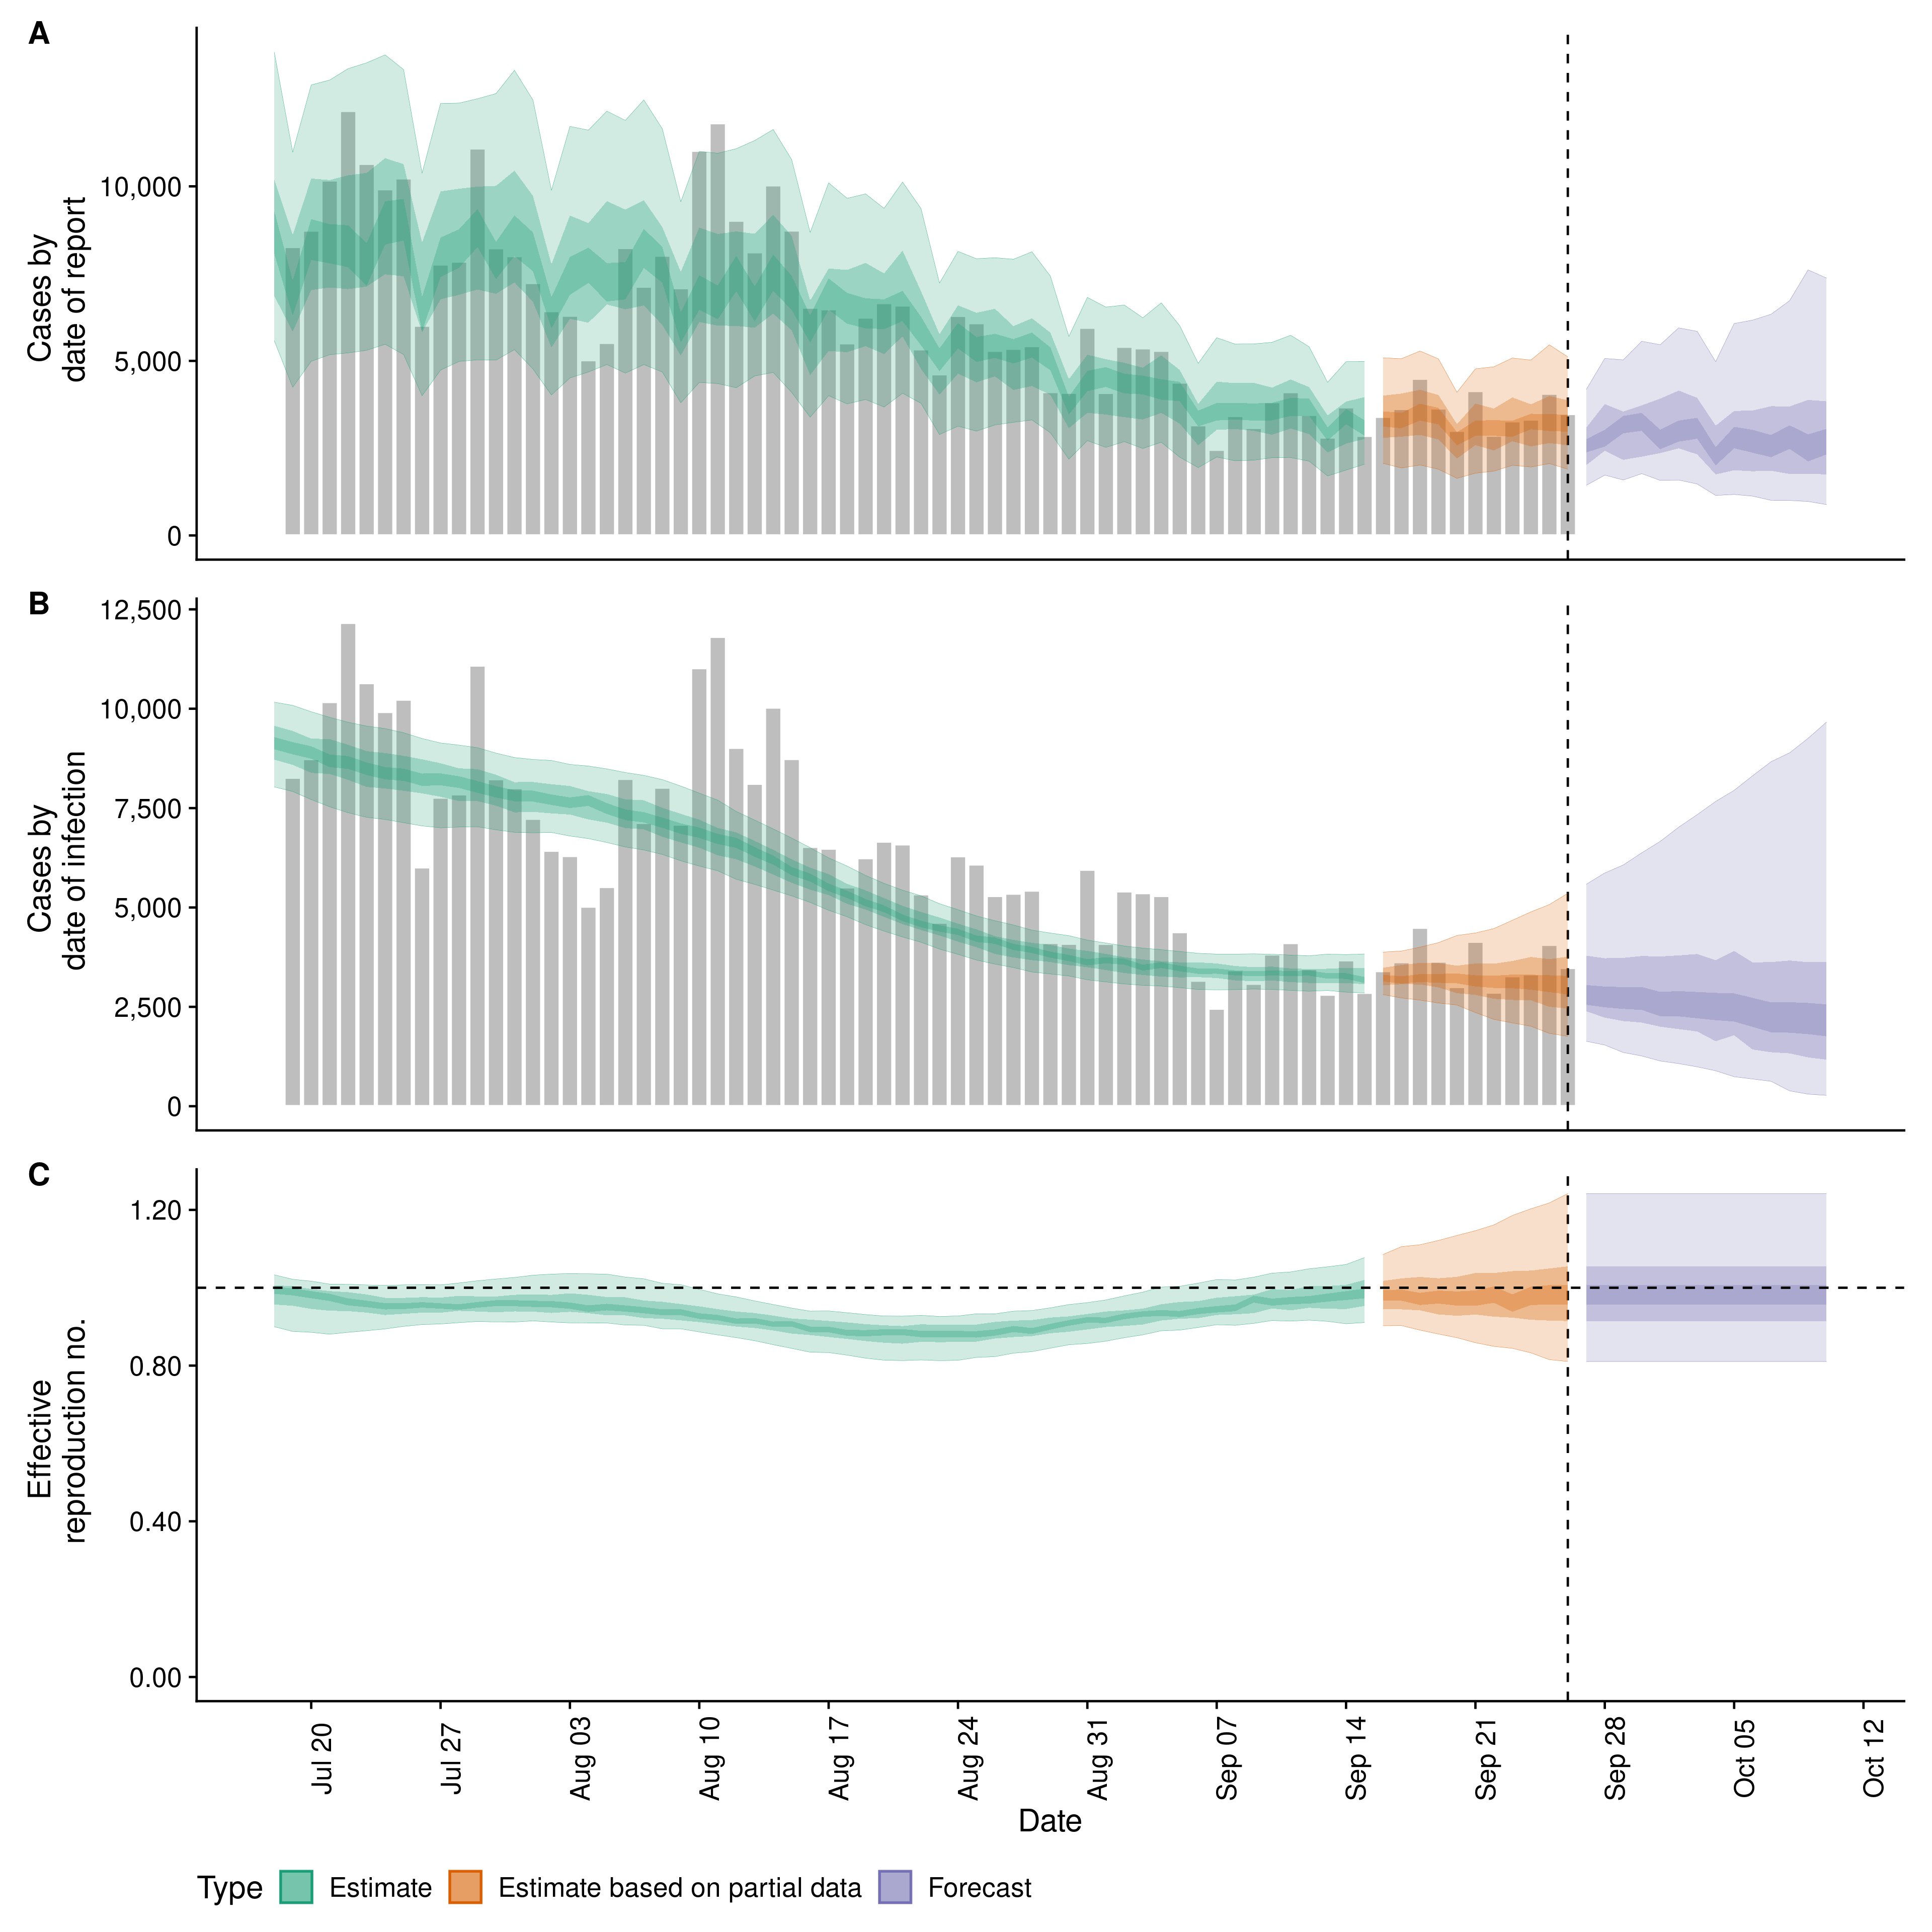 A
Cases by
date of report
10,000
5,000
0
B
Cases by
date of infection
12,500
10,000
7,500
5,000
2,500
0
C
Effective
reproduction no.
1.20
0.80
0.40
0.00
Jul 20
Jul 27
Aug 03
Aug 10
Aug 17
Aug 24
Aug 31
Sep 07
Sep 14
Sep 21
Sep 28
Oct 05
Oct 12
Date
Type Estimate Estimate based on partial data Forecast